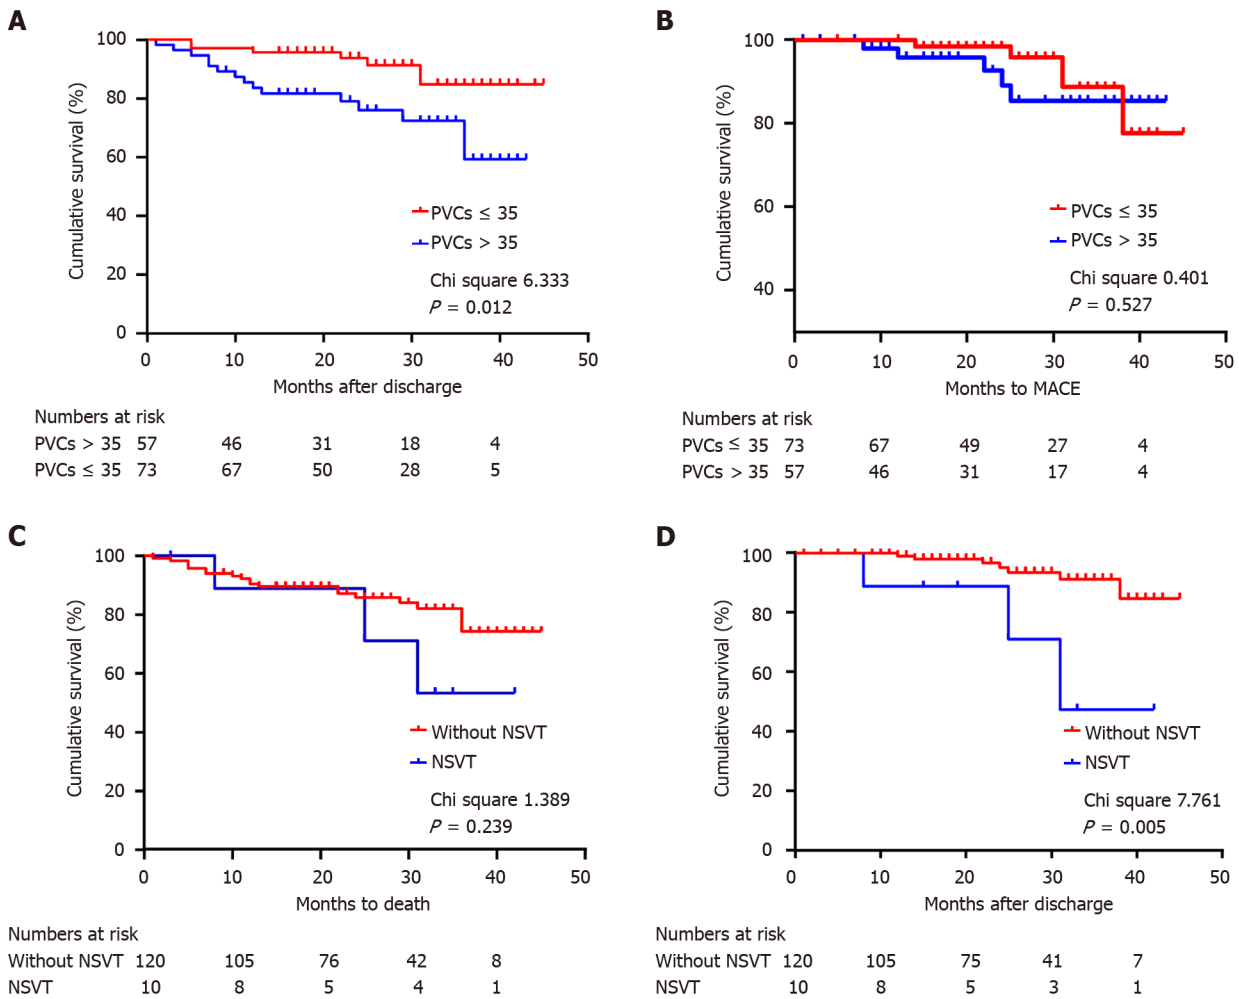 A
Cumulative survival (%)
100
80
60
40
20
0
0 10 20 30 40 50
Months after discharge
PVCs ≤ 35
PVCs > 35
Chi square 6.333
P = 0.012
Numbers at risk
PVCs > 35 57 46 31 18 4
PVCs ≤ 35 73 67 50 28 5
B
Cumulative survival (%)
100
80
60
40
0 10 20 30 40 50
Months to MACE
PVCs ≤ 35
PVCs > 35
Chi square 0.401
P = 0.527
Numbers at risk
PVCs ≤ 35 73 67 49 27 4
PVCs > 35 57 46 31 17 4
C
Cumulative survival (%)
100
80
60
40
20
0
0 10 20 30 40 50
Months to death
Without NSVT
NSVT
Chi square 1.389
P = 0.239
Numbers at risk
Without NSVT 120 105 76 42 8
NSVT 10 8 5 4 1
D
Cumulative survival (%)
100
80
60
40
20
0
0 10 20 30 40 50
Months after discharge
Without NSVT
NSVT
Chi square 7.761
P = 0.005
Numbers at risk
Without NSVT 120 105 75 41 7
NSVT 10 8 5 3 1